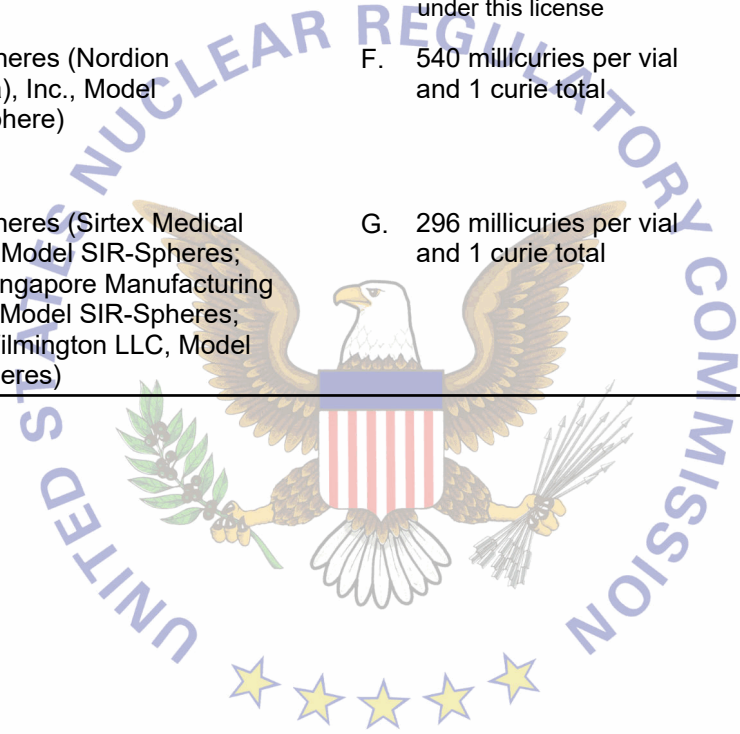 under this license
heres (Nordion
), Inc., Model
here)
F. 540 millicuries per vial
and 1 curie total
heres (Sirtex Medical
Model SIR-Spheres;
ngapore Manufacturing
Model SIR-Spheres;
ilmington LLC, Model
eres)
G. 296 millicuries per vial
and 1 curie total
UNITED STATES NUCLEAR REGULATORY COMMISSION